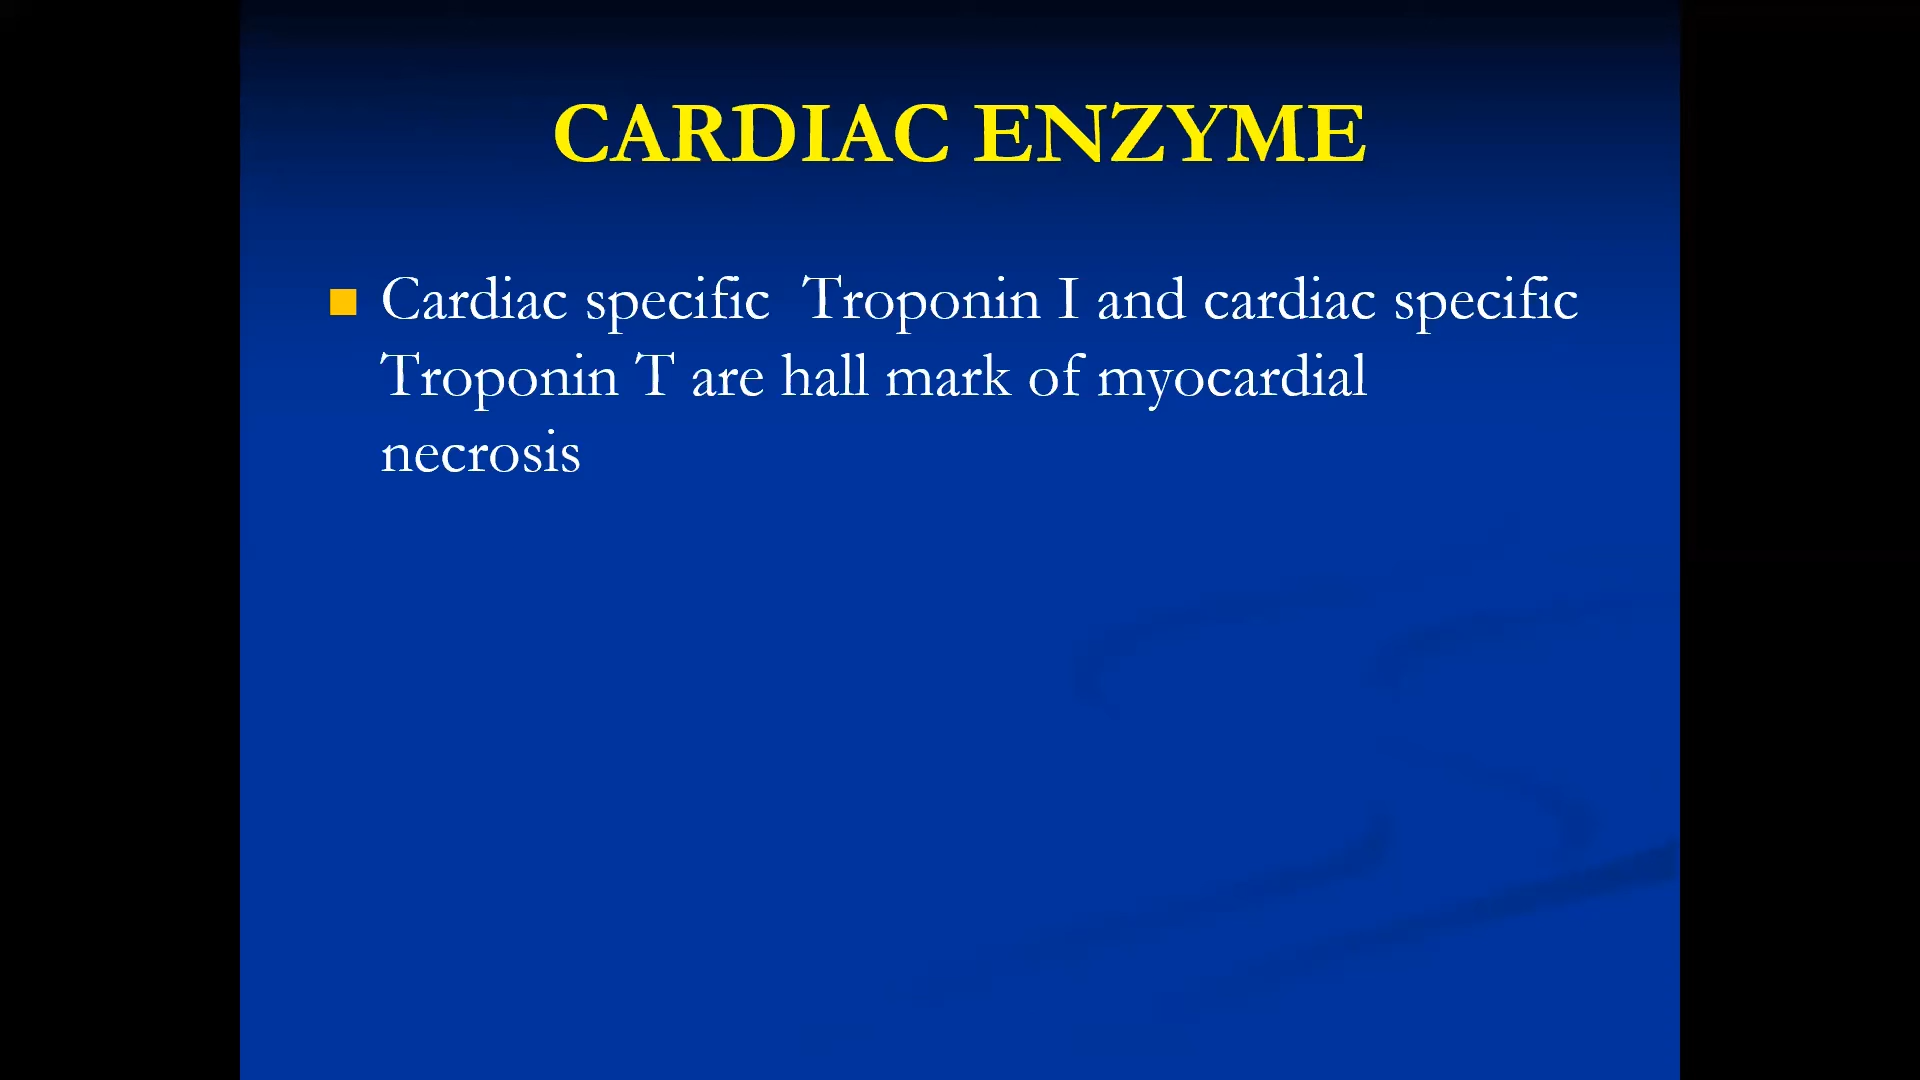 CARDIAC ENZYME
Cardiac specific  Troponin I and cardiac specific
Troponin T are hall mark of myocardial
necrosis